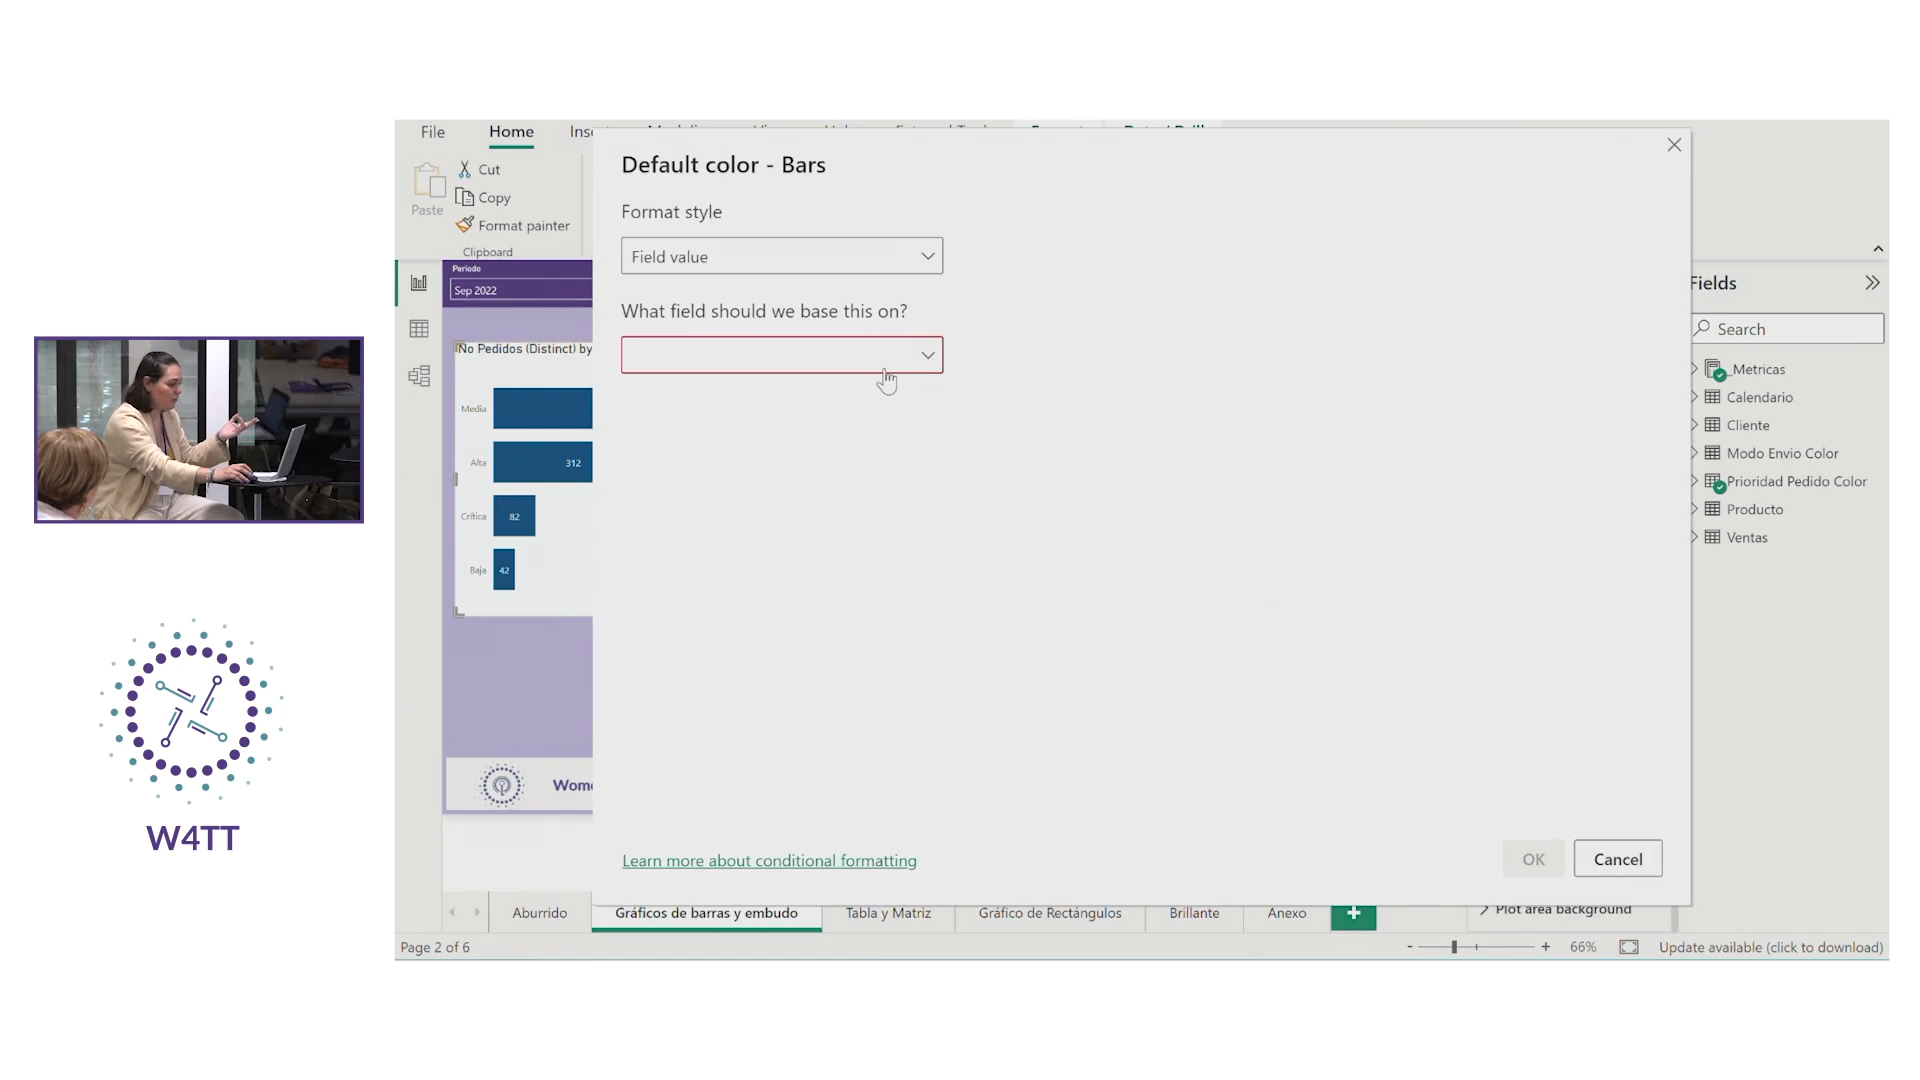 File
Home
Inse
Cut
Copy
Format painter
Paste
Clipboard
Default color - Bars
Format style
Field value
What field should we base this on?
Learn more about conditional formatting
OK
Cancel
Periodo
Sep 2022
No Pedidos (Distinct) by
Media
Alta
312
Crítica
82
Baja
42
Wome
Fields
Search
_Metricas
Calendario
Cliente
Modo Envio Color
Prioridad Pedido Color
Producto
Ventas
Plot area background
Aburrido
Gráficos de barras y embudo
Tabla y Matriz
Gráfico de Rectángulos
Brillante
Anexo
Page 2 of 6
- + 66%
Update available (click to download)
W4TT